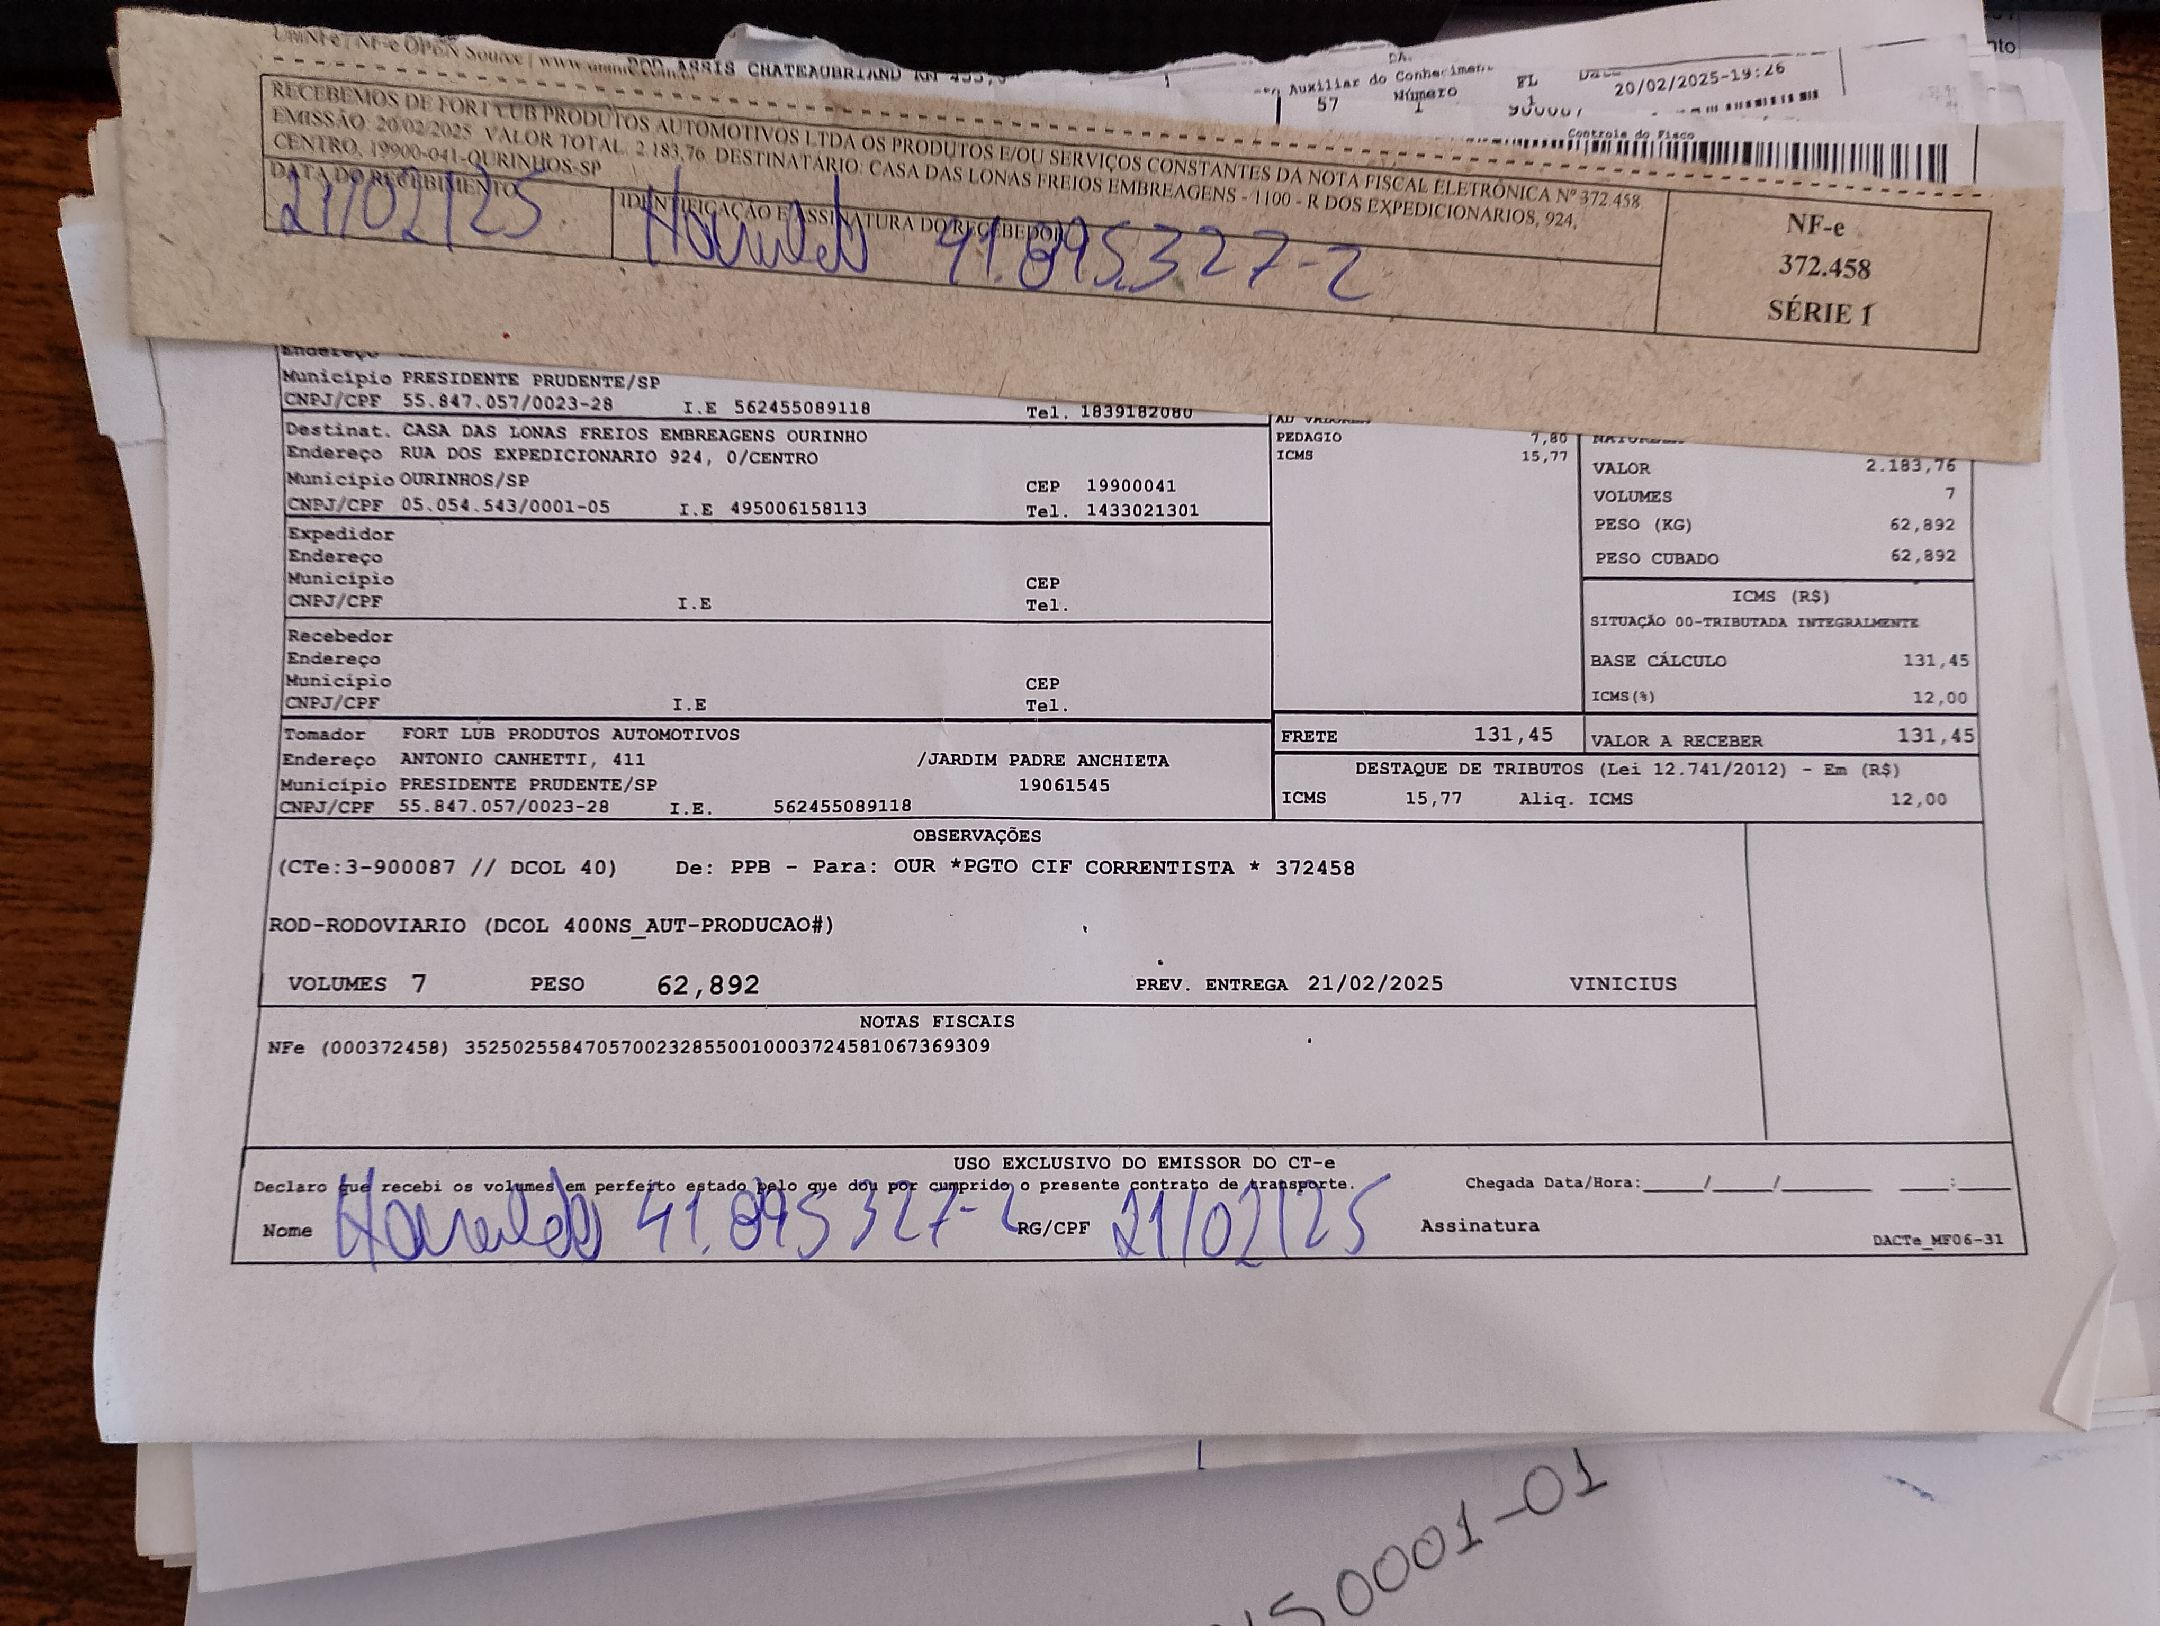 UniNFe | NF-e OPEN Source
ROD ASSIS CHATEAUBRIAND KM
Auxiliar do
57
Número
1
FL
1
20/02/2025-19:26
Controle do Fisco
RECEBEMOS DE FORT LUB PRODUTOS AUTOMOTIVOS LTDA OS PRODUTOS E/OU SERVIÇOS CONSTANTES DA NOTA FISCAL ELETRÔNICA Nº 372.458
EMISSÃO: 20/02/2025 VALOR TOTAL: 2.183,76 DESTINATÁRIO: CASA DAS LONAS FREIOS EMBREAGENS - 1100 - R DOS EXPEDICIONARIOS, 924,
CENTRO, 19900-041-OURINHOS-SP
DATA DO RECEBIMENTO
21/02/25
IDENTIFICAÇÃO E ASSINATURA DO RECEBEDOR
41.895.327-2
NF-e
372.458
SÉRIE 1
Endereço
Município PRESIDENTE PRUDENTE/SP
CNPJ/CPF 55.847.057/0023-28 I.E 562455089118 Tel. 1839182080
Destinat. CASA DAS LONAS FREIOS EMBREAGENS OURINHO
Endereço RUA DOS EXPEDICIONARIO 924, 0/CENTRO
Município OURINHOS/SP CEP 19900041
CNPJ/CPF 05.054.543/0001-05 I.E 495006158113 Tel. 1433021301
Expedidor
Endereço
Município CEP
CNPJ/CPF I.E Tel.
Recebedor
Endereço
Município CEP
CNPJ/CPF I.E Tel.
Tomador FORT LUB PRODUTOS AUTOMOTIVOS
Endereço ANTONIO CANHETTI, 411 /JARDIM PADRE ANCHIETA
Município PRESIDENTE PRUDENTE/SP 19061545
CNPJ/CPF 55.847.057/0023-28 I.E. 562455089118
PEDAGIO 7,80
ICMS 15,77
VALOR 2.183,76
VOLUMES 7
PESO (KG) 62,892
PESO CUBADO 62,892
ICMS (R$)
SITUAÇÃO 00-TRIBUTADA INTEGRALMENTE
BASE CÁLCULO 131,45
ICMS(%) 12,00
FRETE 131,45
VALOR A RECEBER 131,45
DESTAQUE DE TRIBUTOS (Lei 12.741/2012) - Em (R$)
ICMS 15,77 Aliq. ICMS 12,00
OBSERVAÇÕES
(CTe:3-900087 // DCOL 40) De: PPB - Para: OUR *PGTO CIF CORRENTISTA * 372458
ROD-RODOVIARIO (DCOL 400NS_AUT-PRODUCAO#)
VOLUMES 7 PESO 62,892 PREV. ENTREGA 21/02/2025 VINICIUS
NOTAS FISCAIS
NFe (000372458) 35250255847057002328550010003724581067369309
USO EXCLUSIVO DO EMISSOR DO CT-e
Declaro que recebi os volumes em perfeito estado pelo que dou por cumprido o presente contrato de transporte. Chegada Data/Hora:____/____/______ ___:____
Nome 41.895327-2 RG/CPF 21/02/25 Assinatura
DACTe_MF06-31
50001-01